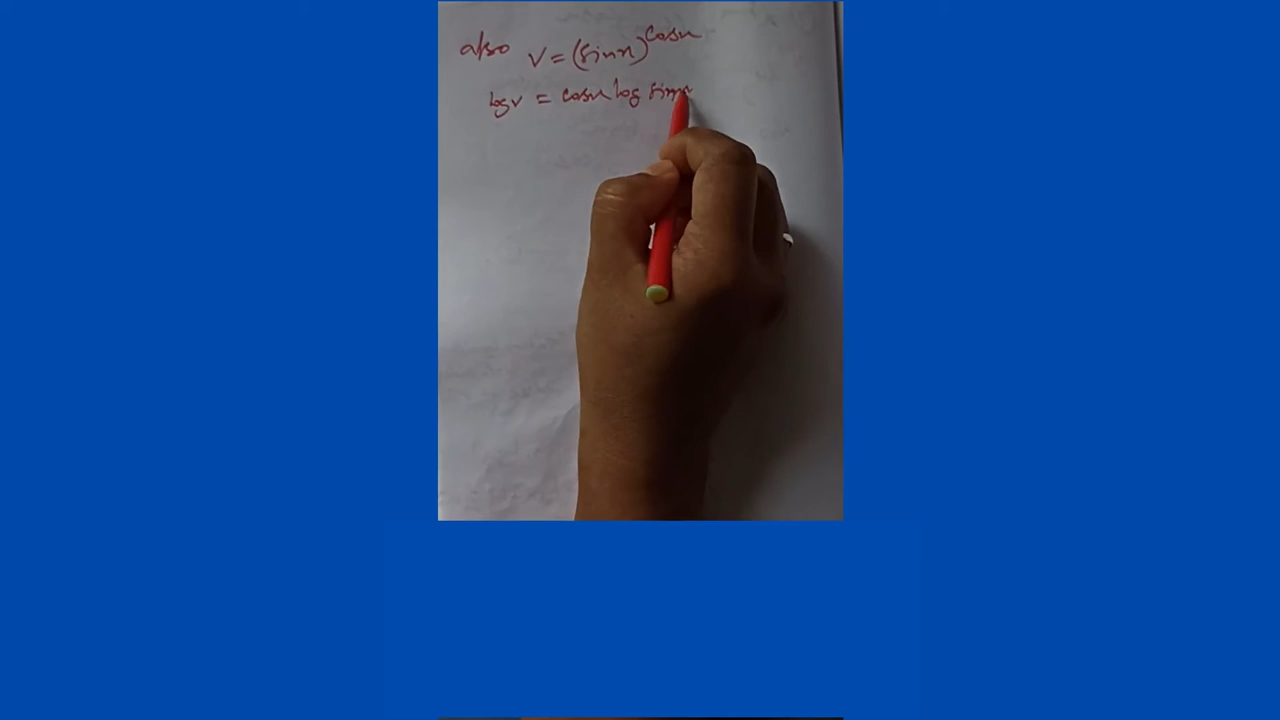 also V = (sinx)^cosx
logv = cosx log sinx